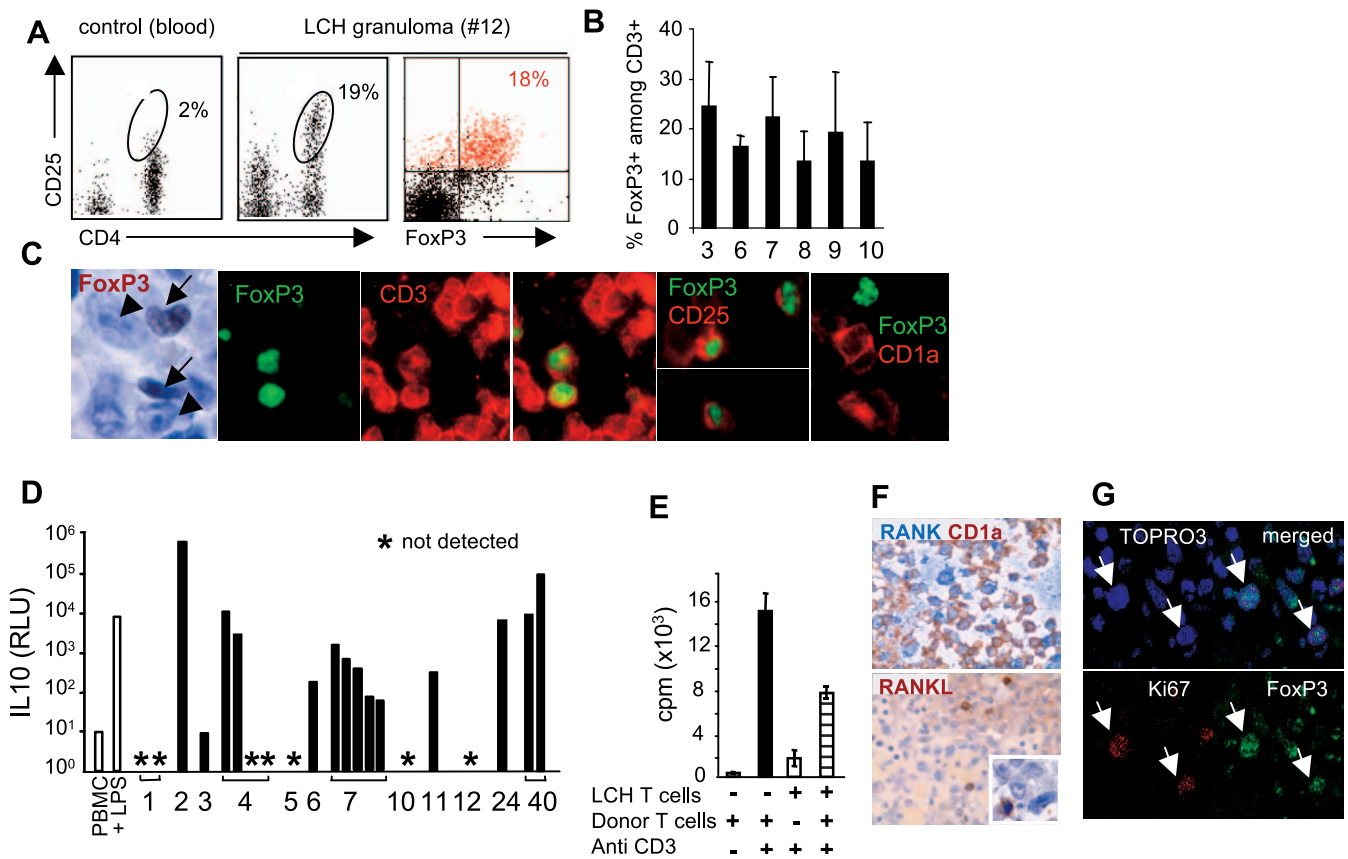 A
control (blood)
LCH granuloma (#12)
2%
19%
18%
CD25
CD4
FoxP3
B
% FoxP3+ among CD3+
40
30
20
10
0
3 6 7 8 9 10
C
FoxP3
FoxP3
CD3
FoxP3
CD25
FoxP3
CD1a
D
IL10 (RLU)
10⁶
10⁵
10⁴
10³
10²
10¹
10⁰
* not detected
* * * * * * *
PBMC
+ LPS
1 2 3 4 5 6 7 10 11 12 24 40
E
cpm (x10³)
16
12
8
4
0
LCH T cells - - + +
Donor T cells + + - +
Anti CD3 - + + +
F
RANK CD1a
RANKL
G
TOPRO3
merged
Ki67
FoxP3